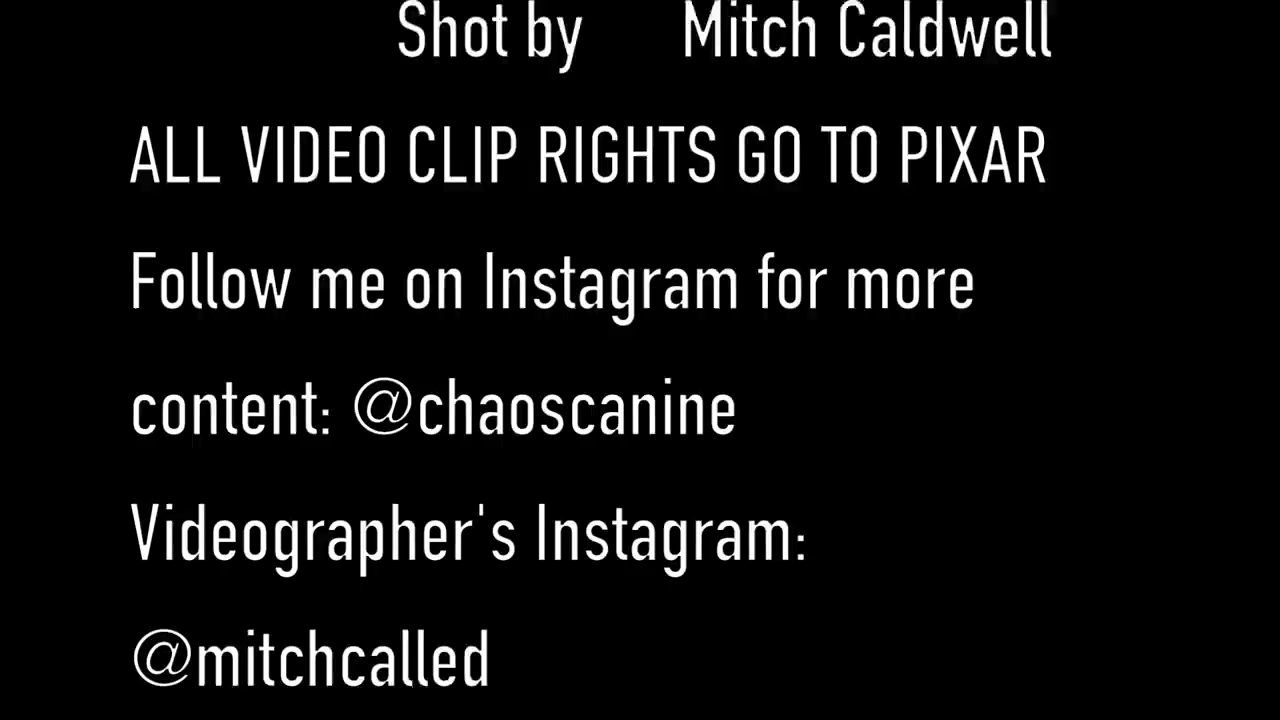 Shot by Mitch Caldwell
ALL VIDEO CLIP RIGHTS GO TO PIXAR
Follow me on Instagram for more
content: @chaoscanine
Videographer's Instagram:
@mitchcalled